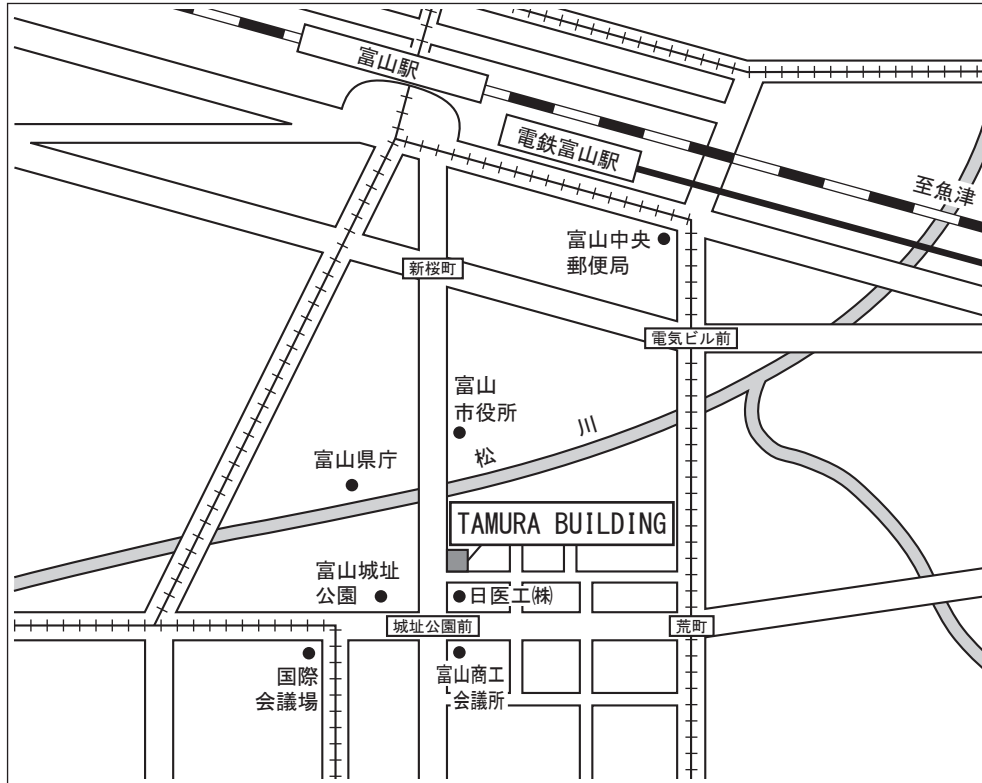 富山駅
電鉄富山駅
至魚津
富山中央
郵便局
新桜町
電気ビル前
富山
市役所
川
松
富山県庁
TAMURA BUILDING
富山城址
公園
日医工㈱
城址公園前
荒町
国際
会議場
富山商工
会議所